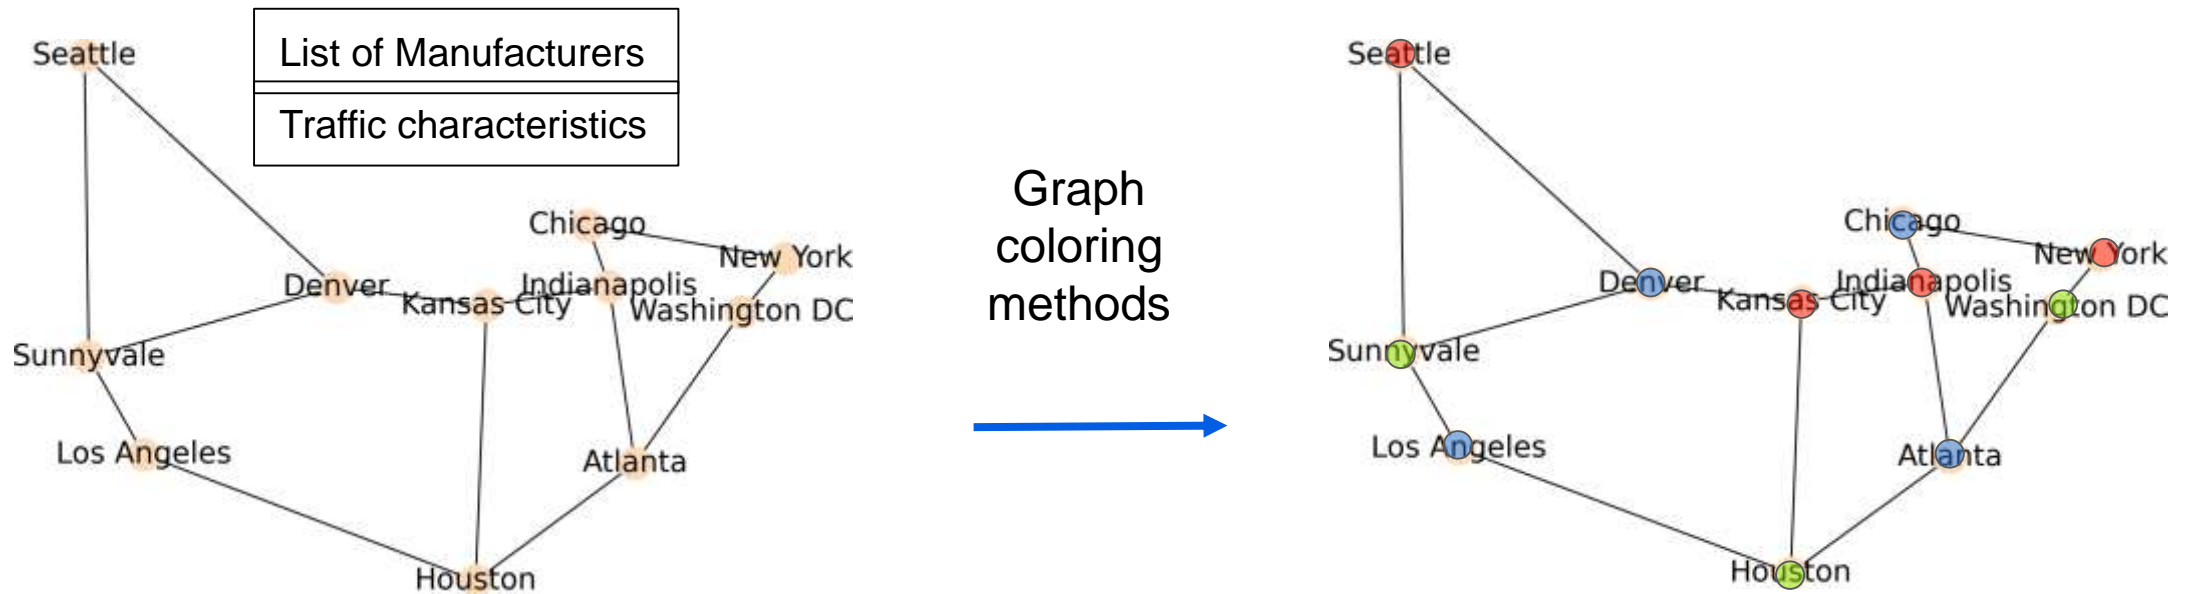 Seattle
List of Manufacturers
Traffic characteristics
Chicago
New York
Denver
Indianapolis
Kansas City
Washington DC
Sunnyvale
Los Angeles
Atlanta
Houston
Graph
coloring
methods
Seattle
Chicago
New York
Denver
Indianapolis
Kansas City
Washington DC
Sunnyvale
Los Angeles
Atlanta
Houston